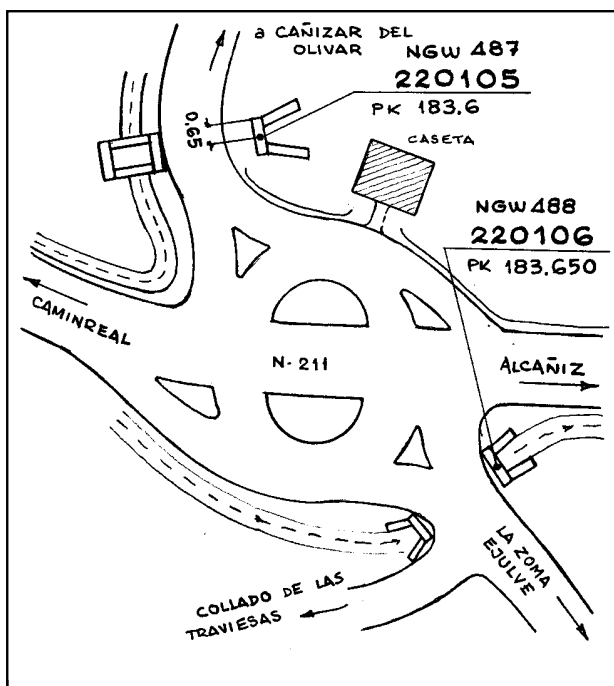 a CAÑIZAR DEL
OLIVAR
NGW 487
220105
PK 183.6
0,65
CASETA
NGW 488
220106
PK 183,650
CAMINREAL
N-211
ALCAÑIZ
LA ZOMA
EJULVE
COLLADO DE LAS
TRAVIESAS